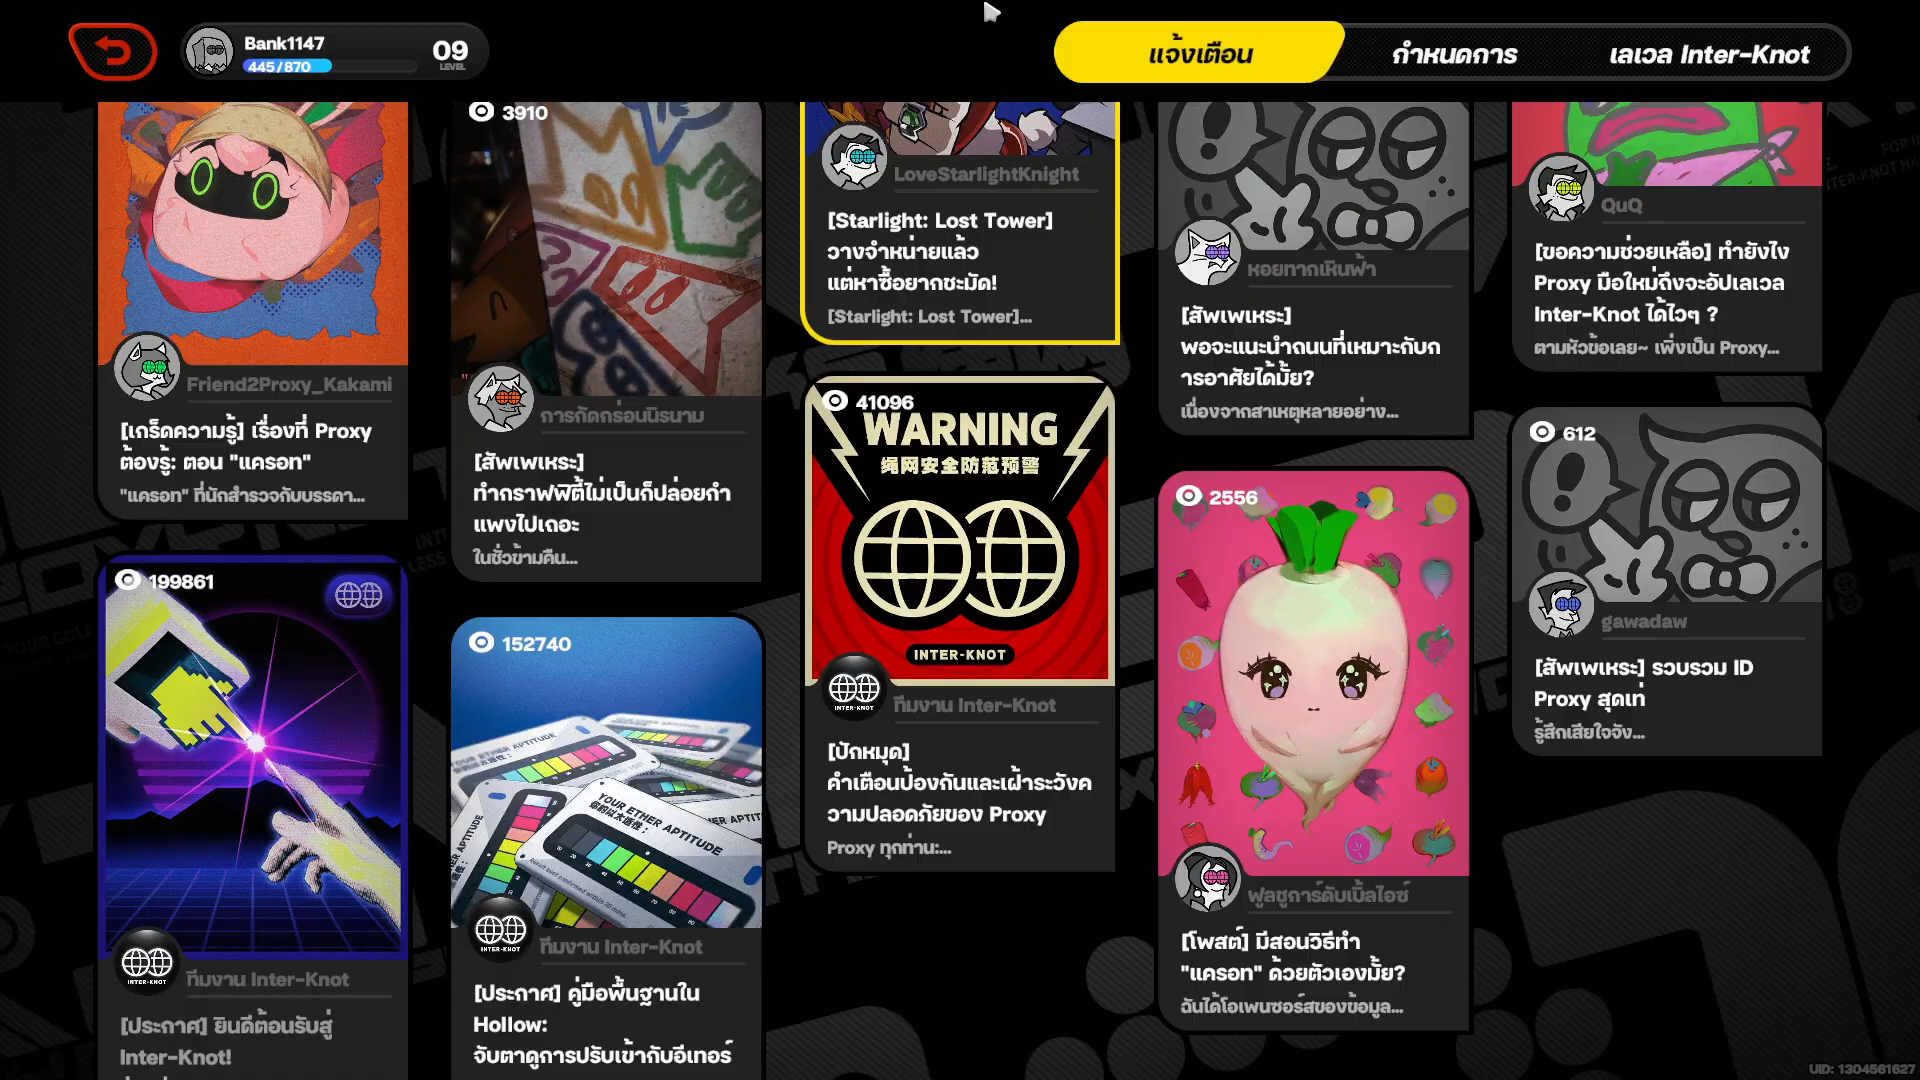 Bank1147
445/870
09
LEVEL
แจ้งเตือน
กำหนดการ
เลเวล Inter-Knot
Friend2Proxy_Kakami
[เกร็ดความรู้] เรื่องที่ Proxy
ต้องรู้: ตอน "แครอท"
"แครอท" ที่นักสำรวจกับบรรดา...
199861
ทีมงาน Inter-Knot
[ประกาศ] ยินดีต้อนรับสู่
Inter-Knot!
3910
การกัดกร่อนนิรนาม
[สัพเพเหระ]
ทำกราฟฟิตี้ไม่เป็นก็ปล่อยกำ
แพงไปเถอะ
ในชั่วข้ามคืน...
152740
YOUR ETHER APTITUDE
你的以太适性：
ทีมงาน Inter-Knot
[ประกาศ] คู่มือพื้นฐานใน
Hollow:
จับตาดูการปรับเข้ากับอีเทอร์
LoveStarlightKnight
[Starlight: Lost Tower]
วางจำหน่ายแล้ว
แต่หาซื้อยากชะมัด!
[Starlight: Lost Tower]...
41096
WARNING
绳网安全防范预警
INTER-KNOT
ทีมงาน Inter-Knot
[ปักหมุด]
คำเตือนป้องกันและเฝ้าระวังค
วามปลอดภัยของ Proxy
Proxy ทุกท่าน:...
หอยทากเหินฟ้า
[สัพเพเหระ]
พอจะแนะนำถนนที่เหมาะกับก
ารอาศัยได้มั้ย?
เนื่องจากสาเหตุหลายอย่าง...
2556
ฟูลชูการ์ดับเบิ้ลไอซ์
[โพสต์] มีสอนวิธีทำ
"แครอท" ด้วยตัวเองมั้ย?
ฉันได้โอเพนซอร์สของข้อมูล...
QuQ
[ขอความช่วยเหลือ] ทำยังไง
Proxy มือใหม่ถึงจะอัปเลเวล
Inter-Knot ได้ไวๆ ?
ตามหัวข้อเลย~ เพิ่งเป็น Proxy...
612
gawadaw
[สัพเพเหระ] รวบรวม ID
Proxy สุดเท่
รู้สึกเสียใจจัง...
UID: 1304561627